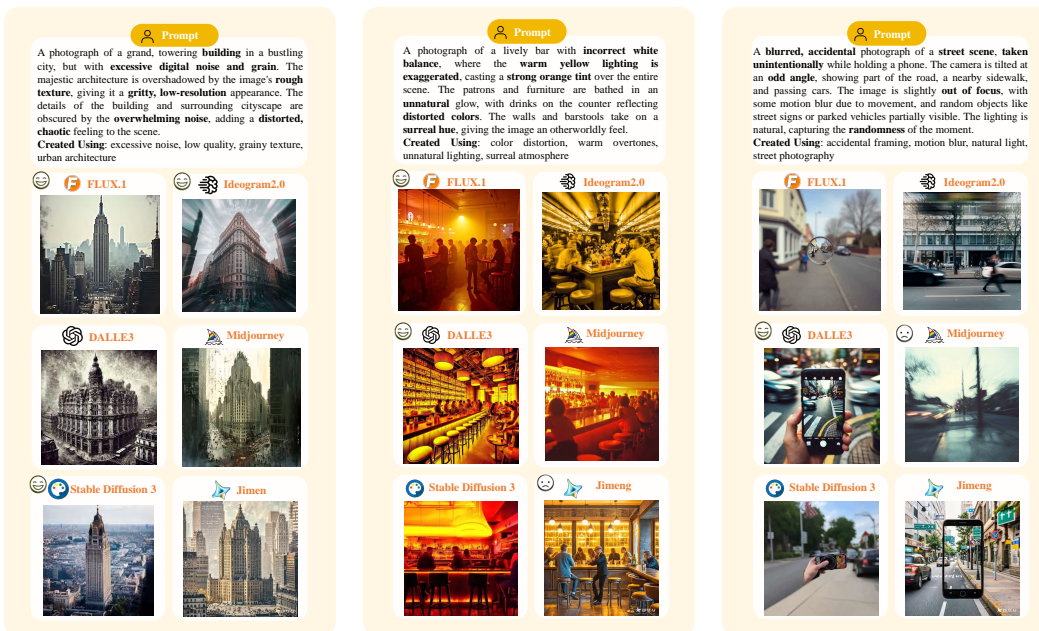 Prompt
A photograph of a grand, towering building in a bustling
city, but with excessive digital noise and grain. The
majestic architecture is overshadowed by the image's rough
texture, giving it a gritty, low-resolution appearance. The
details of the building and surrounding cityscape are
obscured by the overwhelming noise, adding a distorted,
chaotic feeling to the scene.
Created Using: excessive noise, low quality, grainy texture,
urban architecture
FLUX.1
Ideogram2.0
DALLE3
Midjourney
Stable Diffusion 3
Jimen
Prompt
A photograph of a lively bar with incorrect white
balance, where the warm yellow lighting is
exaggerated, casting a strong orange tint over the entire
scene. The patrons and furniture are bathed in an
unnatural glow, with drinks on the counter reflecting
distorted colors. The walls and barstools take on a
surreal hue, giving the image an otherworldly feel.
Created Using: color distortion, warm overtones,
unnatural lighting, surreal atmosphere
FLUX.1
Ideogram2.0
DALLE3
Midjourney
Stable Diffusion 3
Jimeng
Prompt
A blurred, accidental photograph of a street scene, taken
unintentionally while holding a phone. The camera is tilted at
an odd angle, showing part of the road, a nearby sidewalk,
and passing cars. The image is slightly out of focus, with
some motion blur due to movement, and random objects like
street signs or parked vehicles partially visible. The lighting is
natural, capturing the randomness of the moment.
Created Using: accidental framing, motion blur, natural light,
street photography
FLUX.1
Ideogram2.0
DALLE3
Midjourney
Stable Diffusion 3
Jimeng